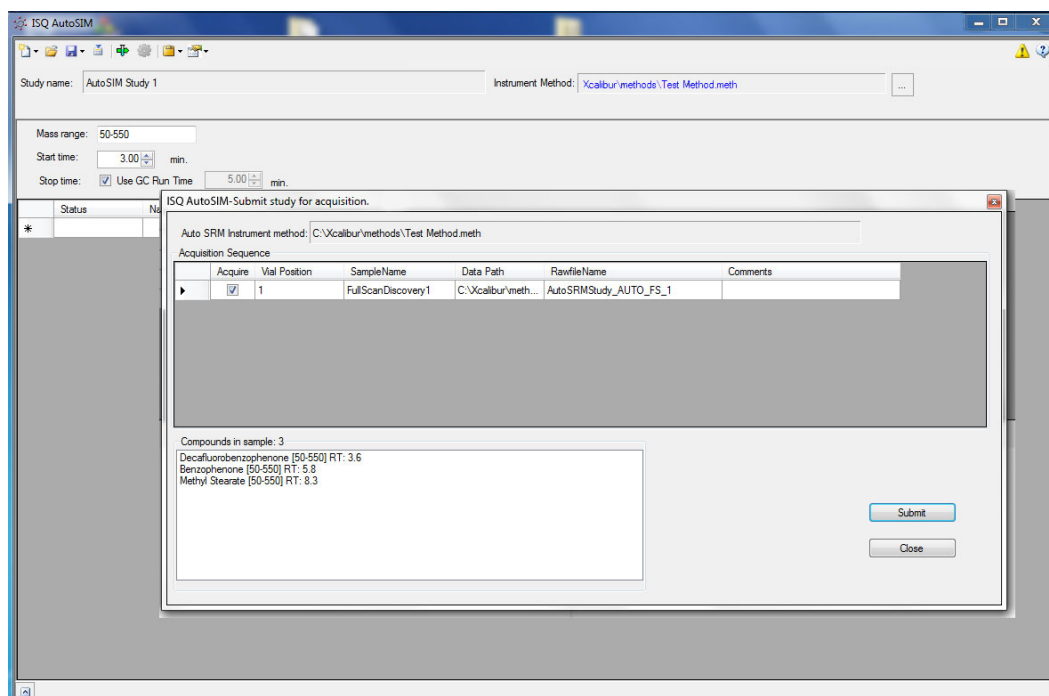 ISQ AutoSIM
Study name: AutoSIM Study 1 Instrument Method: Xcalibur\methods\Test Method.meth ...
Mass range: 50-550
Start time: 3.00 min.
Stop time: Use GC Run Time 5.00 min.
ISQ AutoSIM-Submit study for acquisition.
Status
Auto SRM Instrument method: C:\Xcalibur\methods\Test Method.meth
Acquisition Sequence
Acquire Vial Position SampleName Data Path RawfileName Comments
1 FullScanDiscovery1 C:\Xcalibur\meth... AutoSRMStudy_AUTO_FS_1
Compounds in sample: 3
Decafluorobenzophenone [50-550] RT: 3.6
Benzophenone [50-550] RT: 5.8
Methyl Stearate [50-550] RT: 8.3
Submit
Close